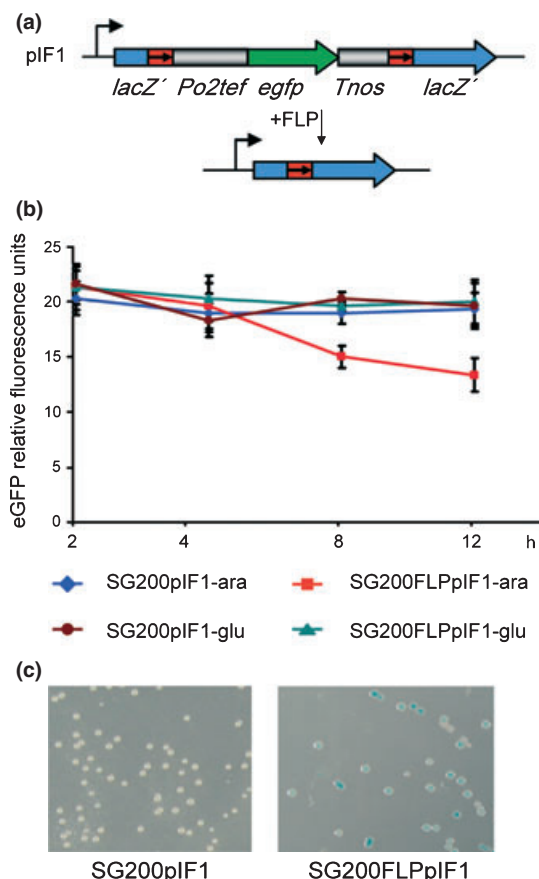 (a)
pIF1
lacZ´ Po2tef egfp Tnos lacZ´
+FLP
(b)
eGFP relative fluorescence units
25
20
15
10
5
0
2 4 8 12 h
SG200pIF1-ara SG200FLPpIF1-ara
SG200pIF1-glu SG200FLPpIF1-glu
(c)
SG200pIF1 SG200FLPpIF1